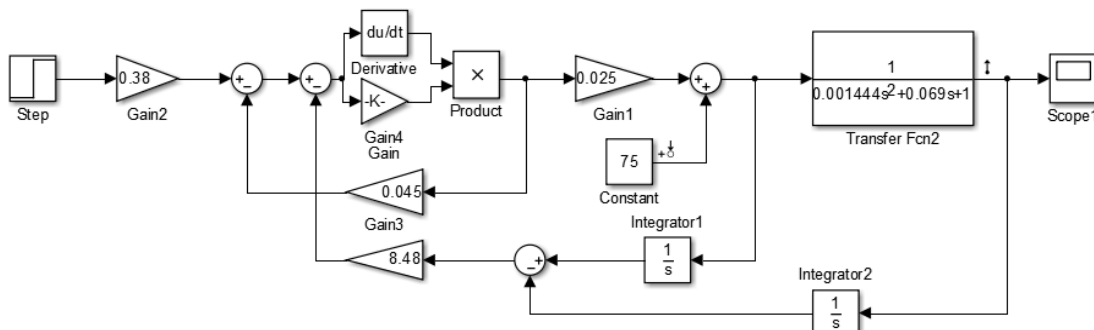 Step
0.38
Gain2
+
−
+
−
du/dt
Derivative
-K-
Gain4
Gain
×
Product
0.025
Gain1
+
+
75
Constant
1
0.001444s²+0.069s+1
Transfer Fcn2
Scope1
0.045
Gain3
8.48
−
+
Integrator1
1
s
Integrator2
1
s